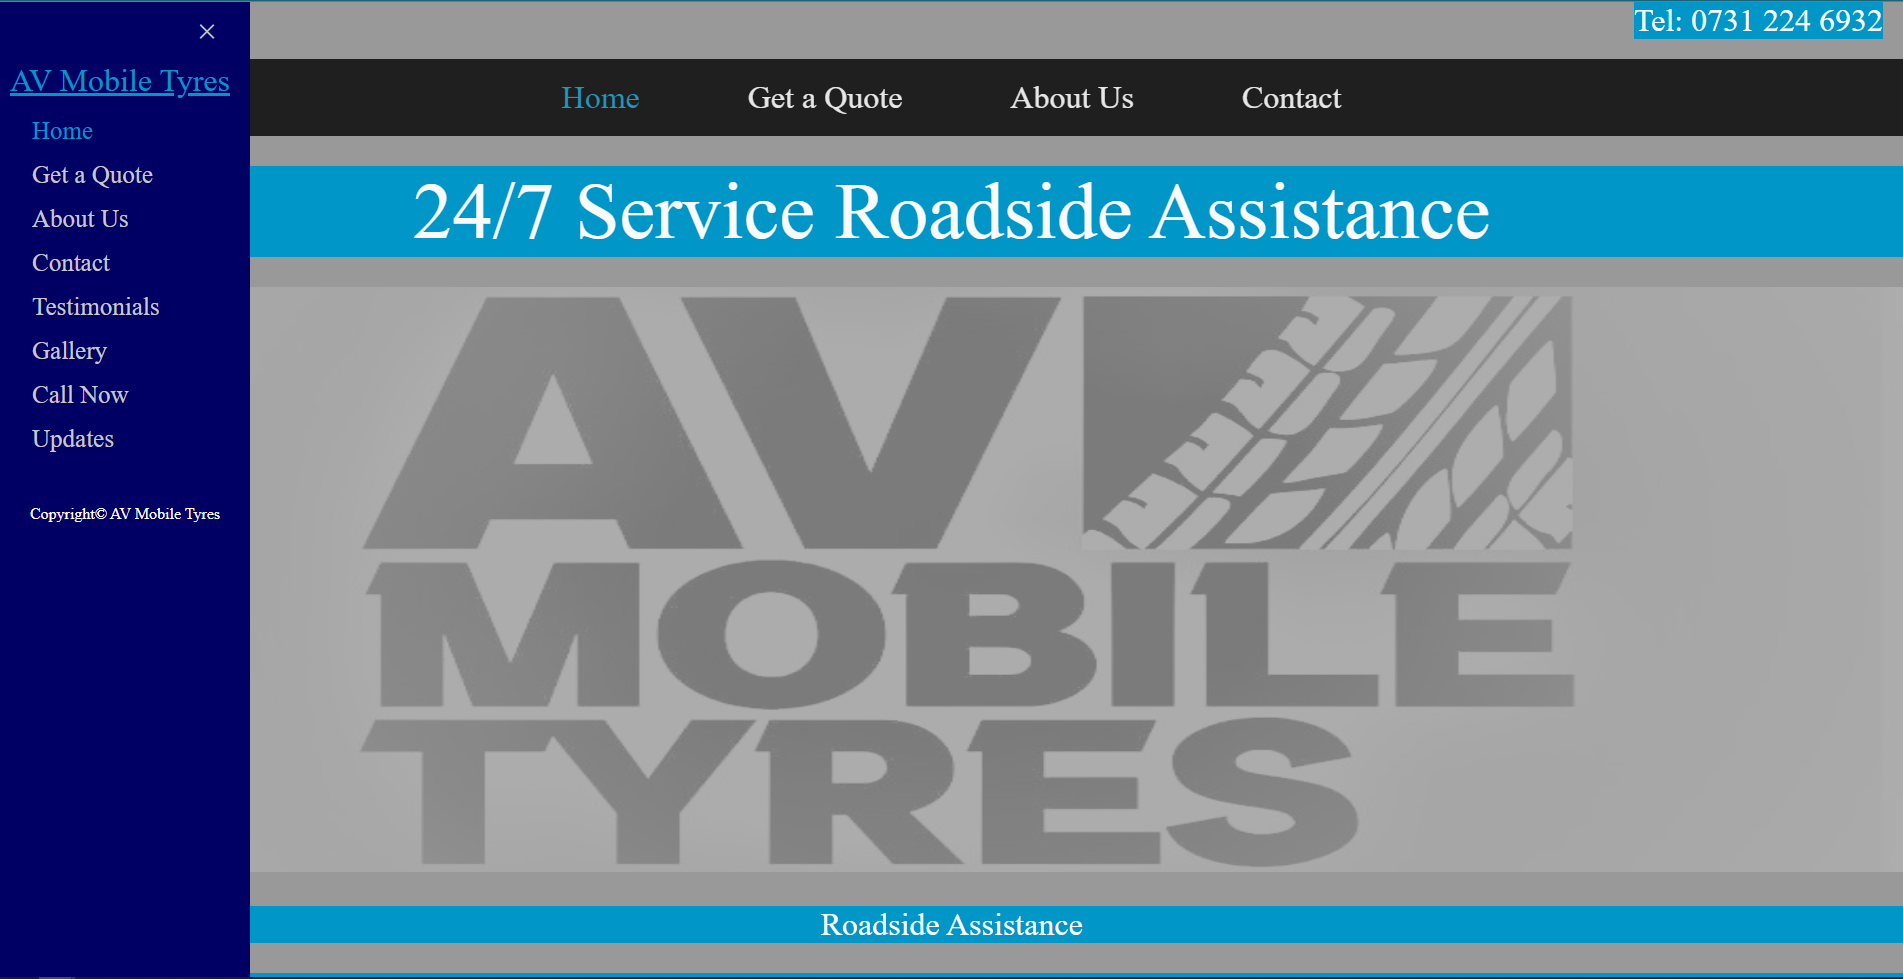 ×
AV Mobile Tyres
Home
Get a Quote
About Us
Contact
Testimonials
Gallery
Call Now
Updates
Copyright© AV Mobile Tyres
Tel: 0731 224 6932
Home Get a Quote About Us Contact
24/7 Service Roadside Assistance
AV
MOBILE
TYRES
Roadside Assistance